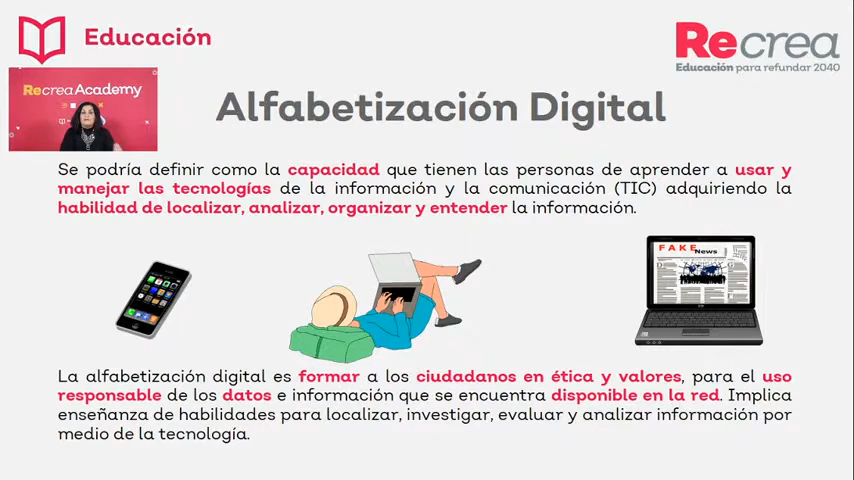 Educación
Recrea
Educación para refundar 2040
Recrea Academy
Alfabetización Digital
Se podría definir como la capacidad que tienen las personas de aprender a usar y
manejar las tecnologías de la información y la comunicación (TIC) adquiriendo la
habilidad de localizar, analizar, organizar y entender la información.
FAKE News
La alfabetización digital es formar a los ciudadanos en ética y valores, para el uso
responsable de los datos e información que se encuentra disponible en la red. Implica
enseñanza de habilidades para localizar, investigar, evaluar y analizar información por
medio de la tecnología.